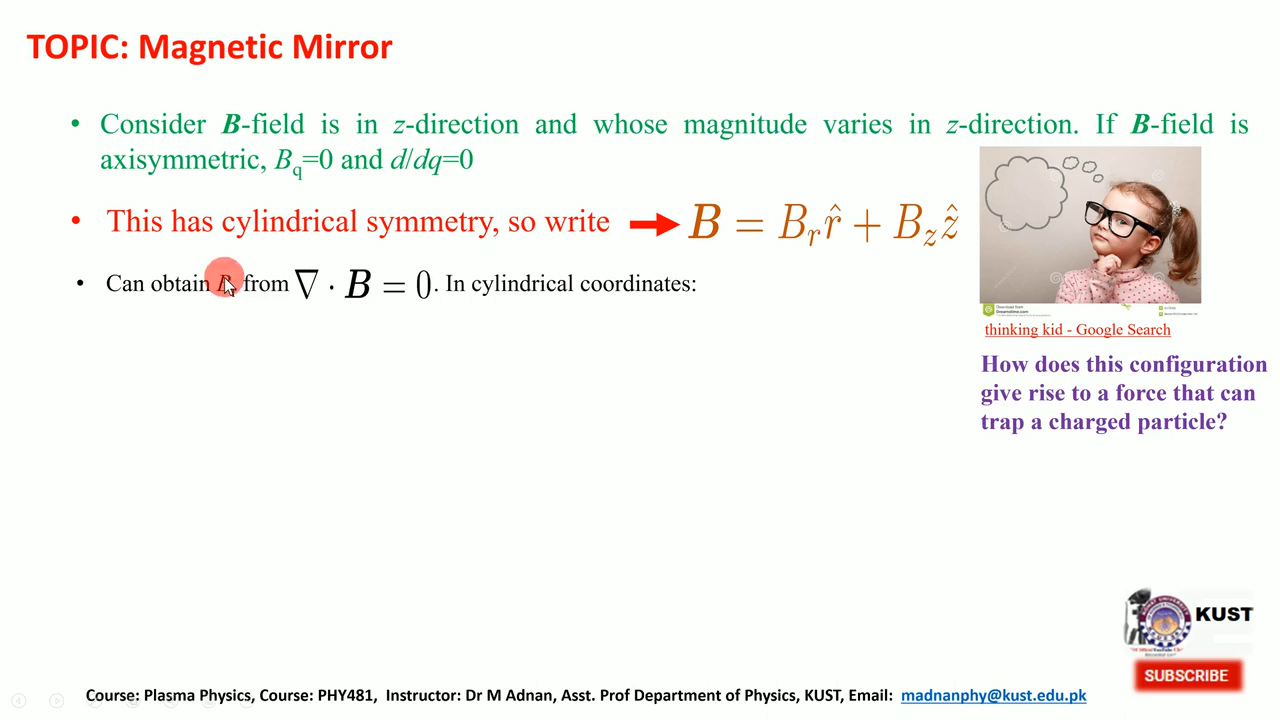 TOPIC: Magnetic Mirror
• Consider B-field is in z-direction and whose magnitude varies in z-direction. If B-field is
axisymmetric, Bq=0 and d/dq=0
• This has cylindrical symmetry, so write B = Br r̂ + Bz ẑ
• Can obtain from ∇ · B = 0. In cylindrical coordinates:
thinking kid - Google Search
How does this configuration
give rise to a force that can
trap a charged particle?
KUST
SUBSCRIBE
Course: Plasma Physics, Course: PHY481, Instructor: Dr M Adnan, Asst. Prof Department of Physics, KUST, Email: madnanphy@kust.edu.pk